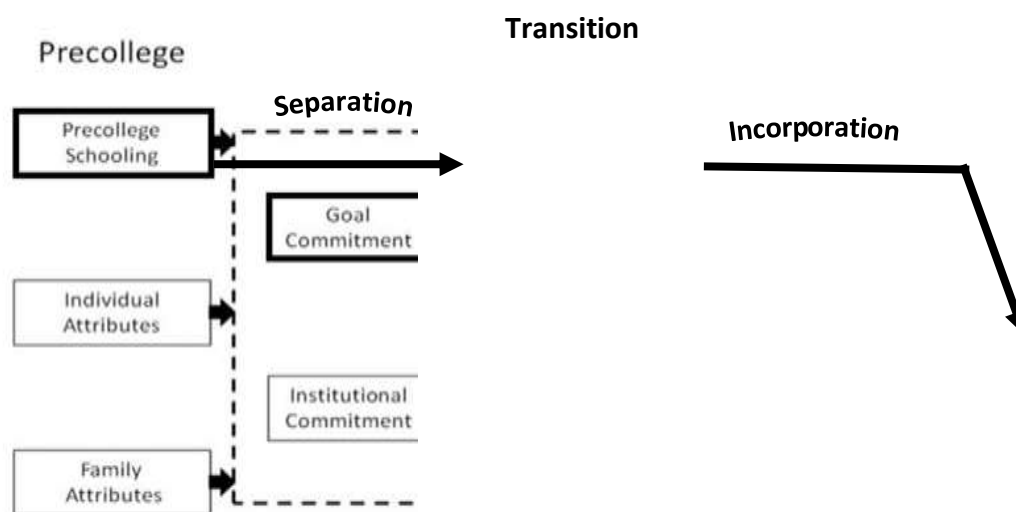 Transition
Precollege
Separation
Incorporation
Precollege
Schooling
Goal
Commitment
Individual
Attributes
Institutional
Commitment
Family
Attributes